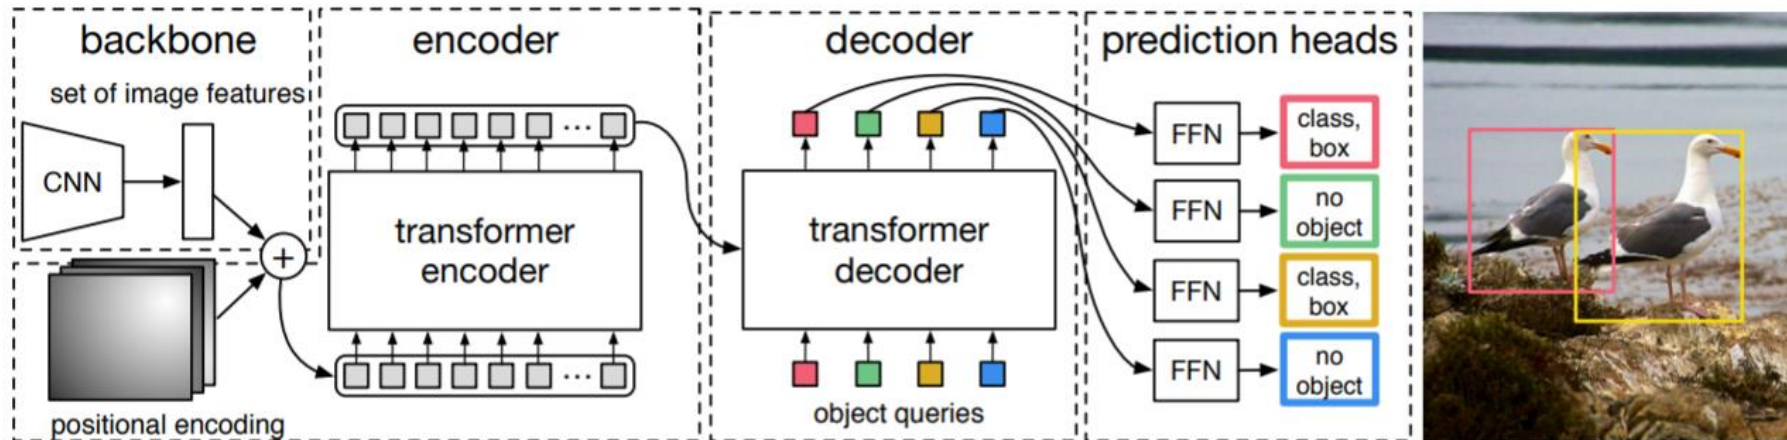 backbone
set of image features
CNN
+
positional encoding
encoder
...
transformer
encoder
...
decoder
transformer
decoder
object queries
prediction heads
FFN
class,
box
FFN
no
object
FFN
class,
box
FFN
no
object